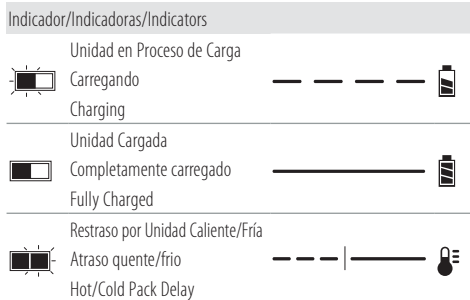 Indicador/Indicadoras/Indicators
Unidad en Proceso de Carga
Carregando
Charging
Unidad Cargada
Completamente carregado
Fully Charged
Restraso por Unidad Caliente/Fría
Atraso quente/frio
Hot/Cold Pack Delay